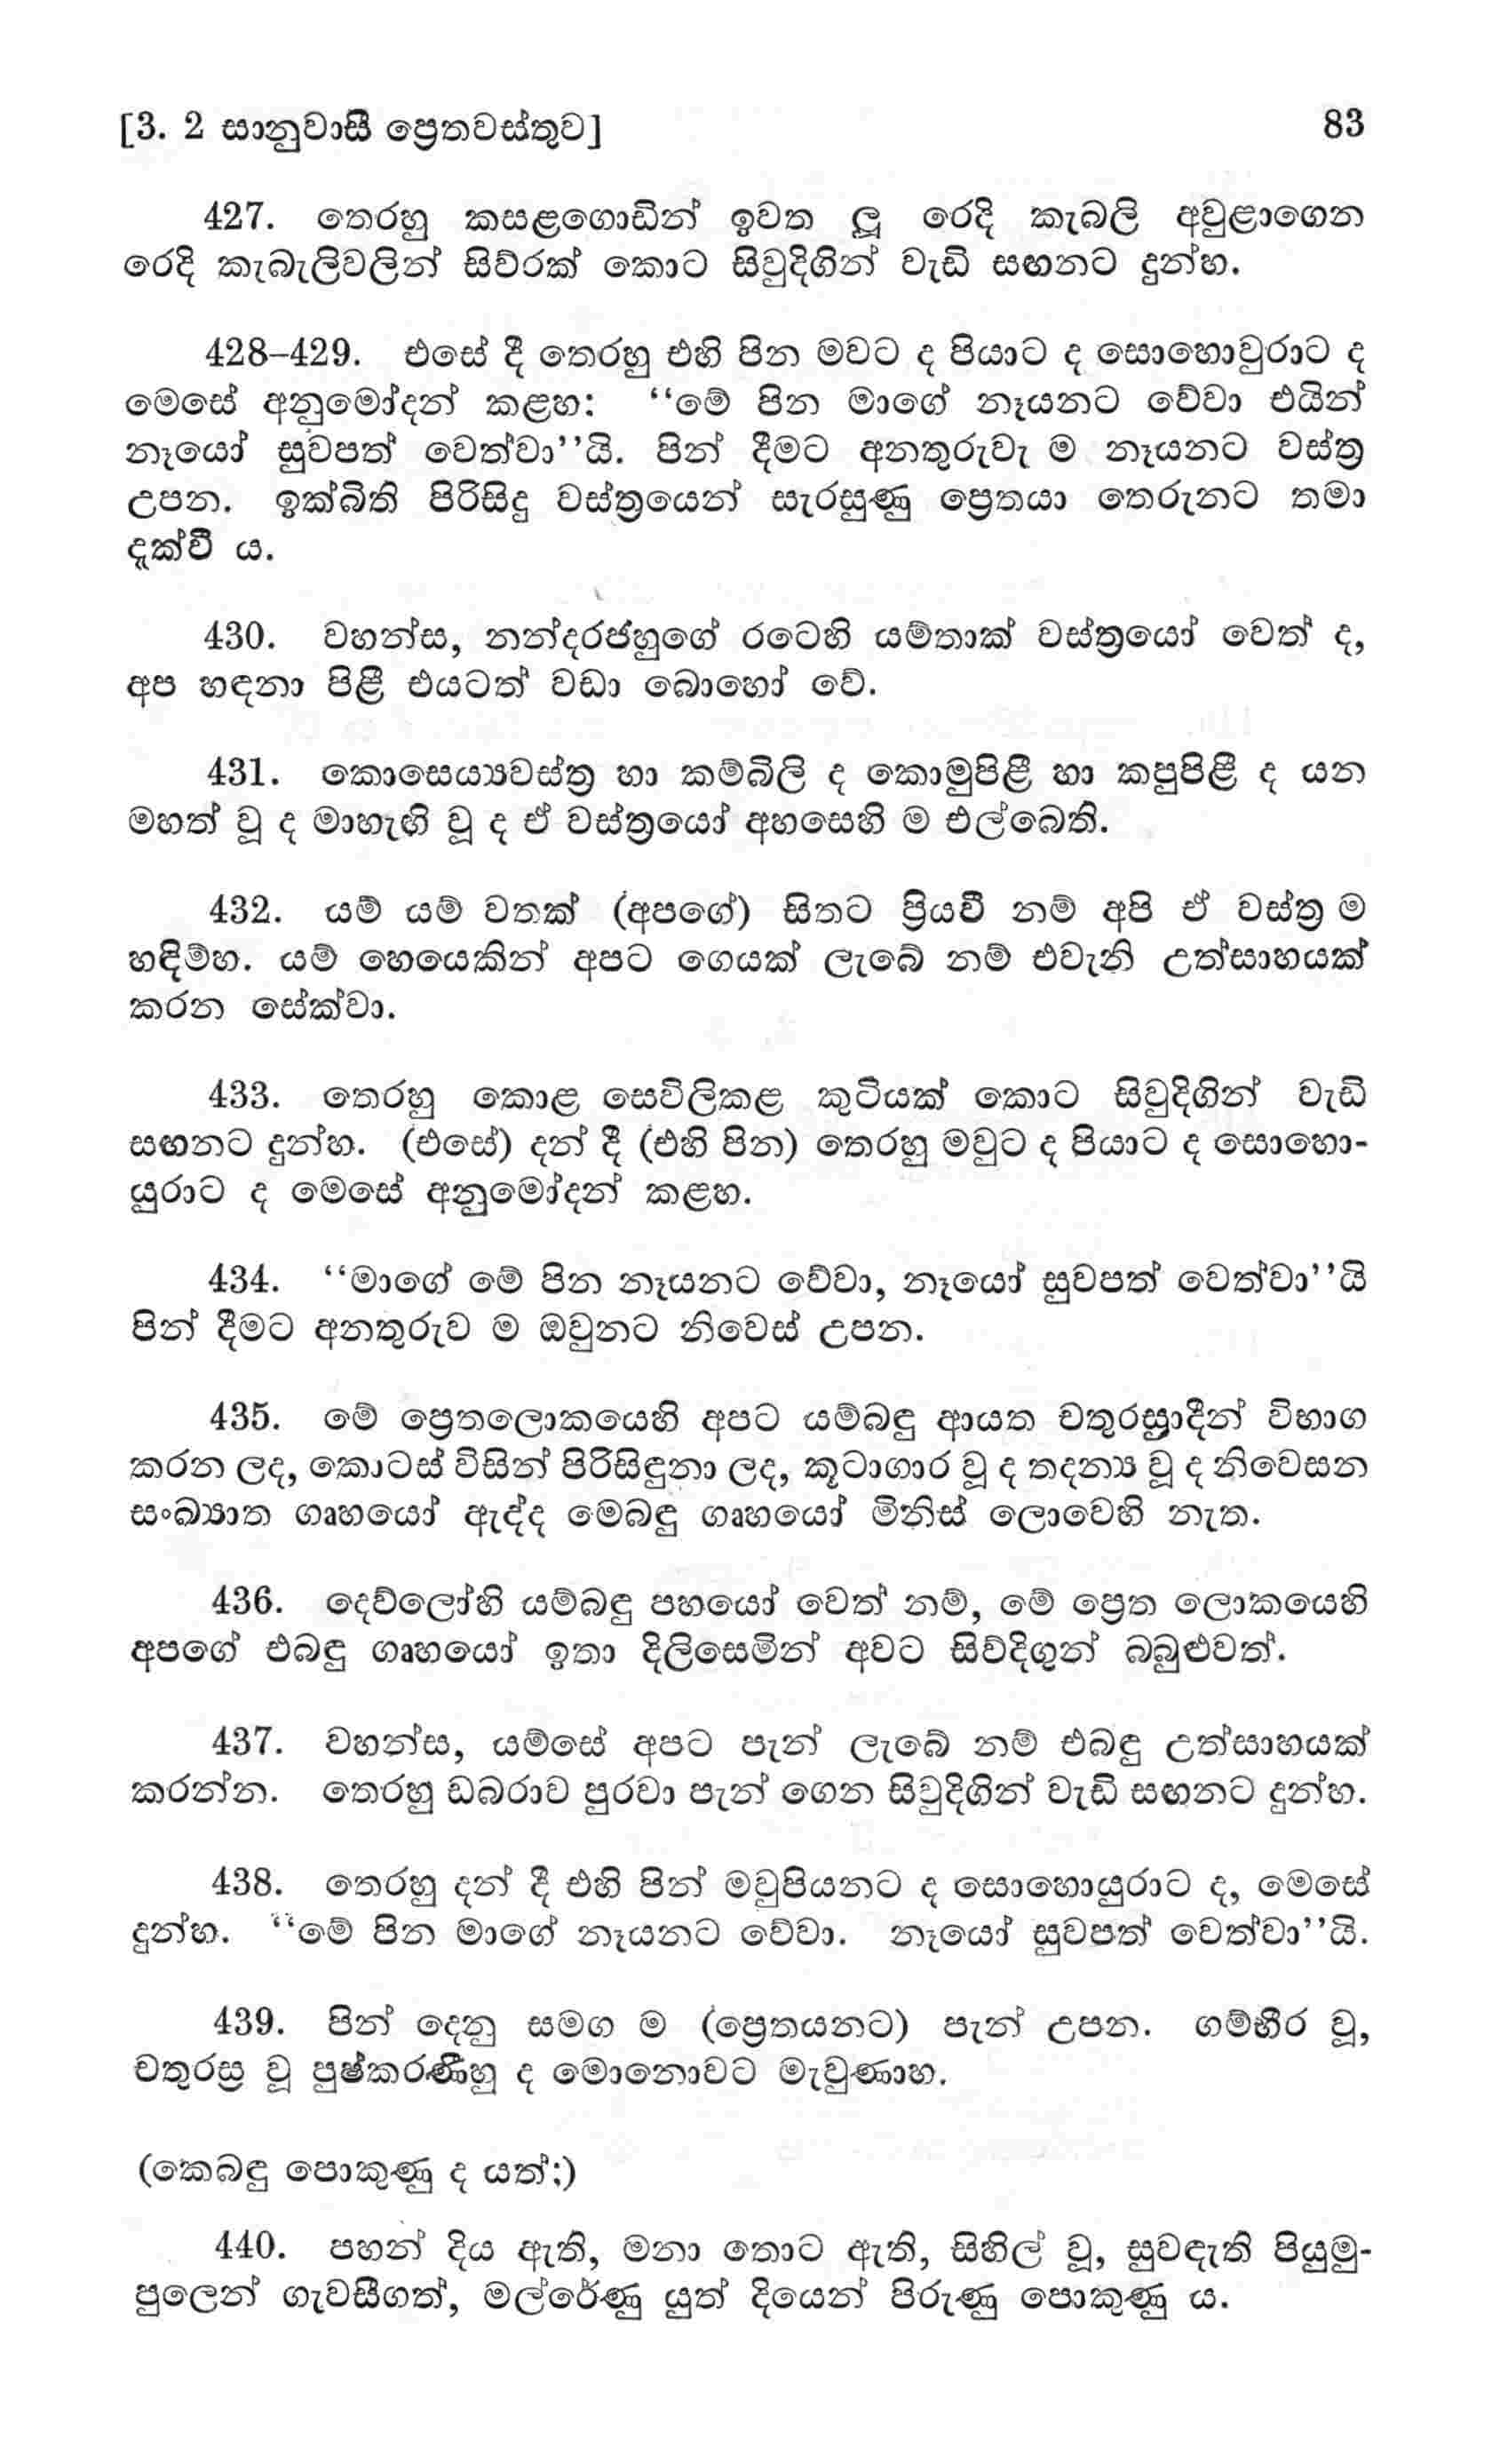 [3. 2 සානුවාසී ප්‍රෙතවස්තුව] 83
427. තෙරහු කසළගොඩින් ඉවත ලූ රෙදි කැබලි අවුළාගෙන
රෙදි කැබැලිවලින් සිව්රක් කොට සිවුදිගින් වැඩි සඟනට දුන්හ.
428–429. එසේ දී තෙරහු එහි පින මවට ද පියාට ද සොහොවුරාට ද
මෙසේ අනුමෝදන් කළහ: “මේ පින මාගේ නෑයනට වේවා එයින්
නෑයෝ සුවපත් වෙත්වා”යි. පින් දීමට අනතුරුවැ ම නෑයනට වස්ත්‍ර
උපන. ඉක්බිති පිරිසිදු වස්ත්‍රයෙන් සැරසුණු ප්‍රෙතයා තෙරුනට තමා
දැක්වී ය.
430. වහන්ස, නන්දරජහුගේ රටෙහි යම්තාක් වස්ත්‍රයෝ වෙත් ද,
අප හඳනා පිළී එයටත් වඩා බොහෝ වේ.
431. කොසෙය්‍යවස්ත්‍ර හා කම්බිලි ද කොමුපිළී හා කපුපිළී ද යන
මහත් වූ ද මාහැඟි වූ ද ඒ වස්ත්‍රයෝ අහසෙහි ම එල්බෙති.
432. යම් යම් වතක් (අපගේ) සිතට ප්‍රියවී නම් අපි ඒ වස්ත්‍ර ම
හඳිම්හ. යම් හෙයෙකින් අපට ගෙයක් ලැබේ නම් එවැනි උත්සාහයක්
කරන සේක්වා.
433. තෙරහු කොළ සෙවිලිකළ කුටියක් කොට සිවුදිගින් වැඩි
සඟනට දුන්හ. (එසේ) දන් දී (එහි පින) තෙරහු මවුට ද පියාට ද සොහො-
යුරාට ද මෙසේ අනුමෝදන් කළහ.
434. “මාගේ මේ පින නෑයනට වේවා, නෑයෝ සුවපත් වෙත්වා”යි
පින් දීමට අනතුරුව ම ඔවුනට නිවෙස් උපන.
435. මේ ප්‍රෙතලොකයෙහි අපට යම්බඳු ආයත චතුරස්‍රාදීන් විභාග
කරන ලද, කොටස් විසින් පිරිසිඳුනා ලද, කූටාගාර වූ ද තදන්‍ය වූ ද නිවෙසන
සංඛ්‍යාත ගෘහයෝ ඇද්ද මෙබඳු ගෘහයෝ මිනිස් ලොවෙහි නැත.
436. දෙව්ලෝහි යම්බඳු පහයෝ වෙත් නම්, මේ ප්‍රෙත ලොකයෙහි
අපගේ එබඳු ගෘහයෝ ඉතා දිලිසෙමින් අවට සිව්දිගුන් බබුළුවත්.
437. වහන්ස, යම්සේ අපට පැන් ලැබේ නම් එබඳු උත්සාහයක්
කරන්න. තෙරහු ඩබරාව පුරවා පැන් ගෙන සිවුදිගින් වැඩි සඟනට දුන්හ.
438. තෙරහු දන් දී එහි පින් මවුපියනට ද සොහොයුරාට ද, මෙසේ
දුන්හ. “මේ පින මාගේ නෑයනට වේවා. නෑයෝ සුවපත් වෙත්වා”යි.
439. පින් දෙනු සමග ම (ප්‍රෙතයනට) පැන් උපන. ගම්භීර වූ,
චතුරස්‍ර වූ පුෂ්කරණීහු ද මොනොවට මැවුණාහ.
(කෙබඳු පොකුණු ද යත්;)
440. පහන් දිය ඇති, මනා තොට ඇති, සිහිල් වූ, සුවඳැති පියුමු-
පුලෙන් ගැවසීගත්, මල්රේණු යුත් දියෙන් පිරුණු පොකුණු ය.